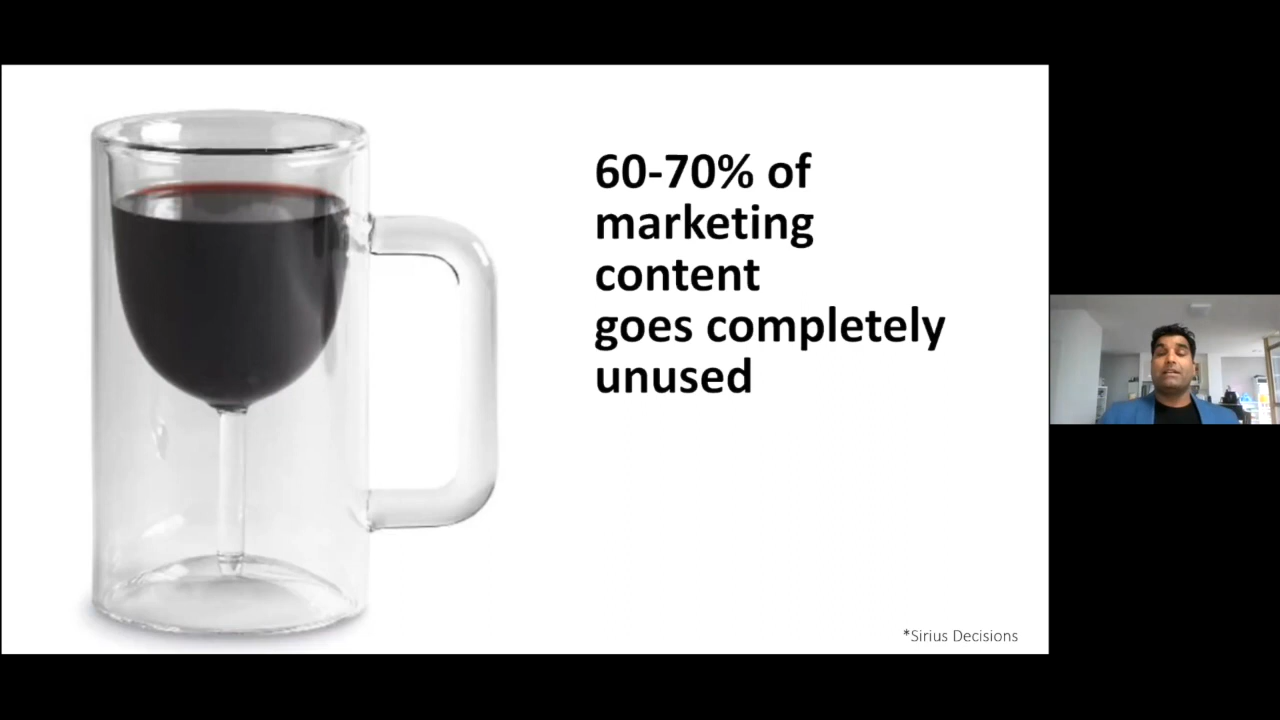 60-70% of
marketing
content
goes completely
unused
*Sirius Decisions